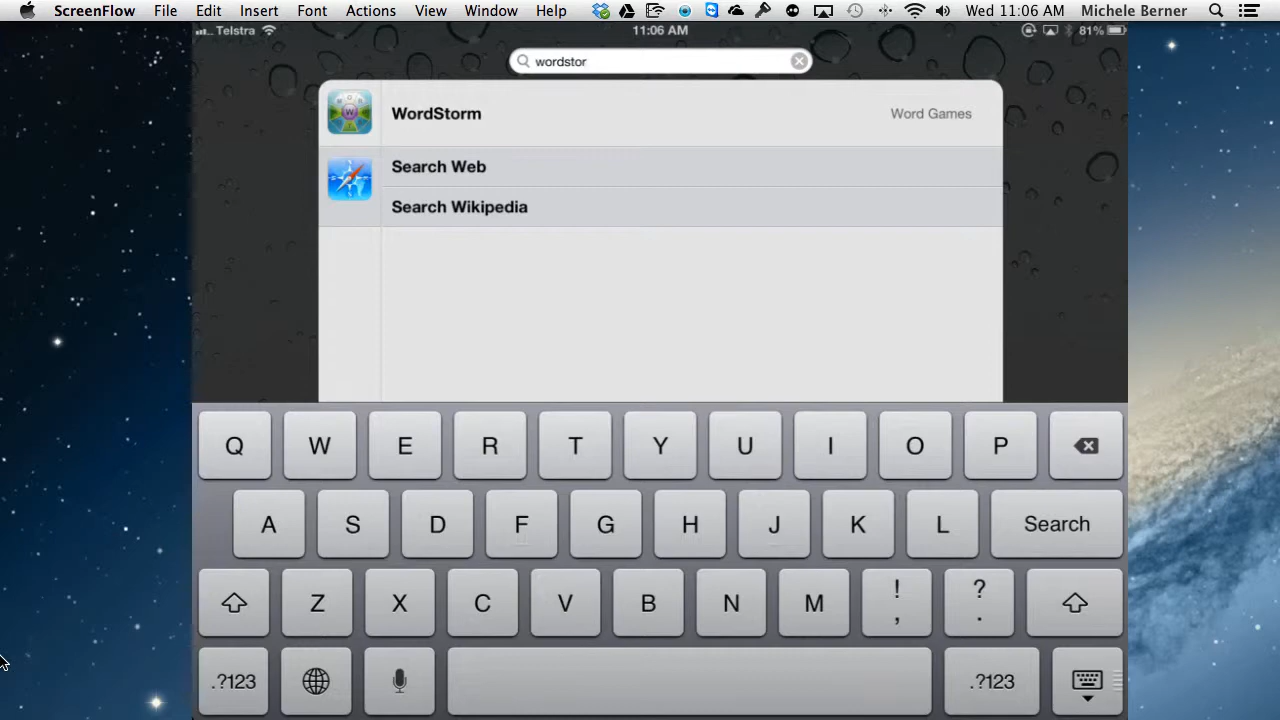 ScreenFlow File Edit Insert Font Actions View Window Help Wed 11:06 AM Michele Berner
Telstra 11:06 AM 81%
wordstor
WordStorm Word Games
Search Web
Search Wikipedia
Q W E R T Y U I O P
A S D F G H J K L Search
Z X C V B N M ! , ? .
.?123 .?123